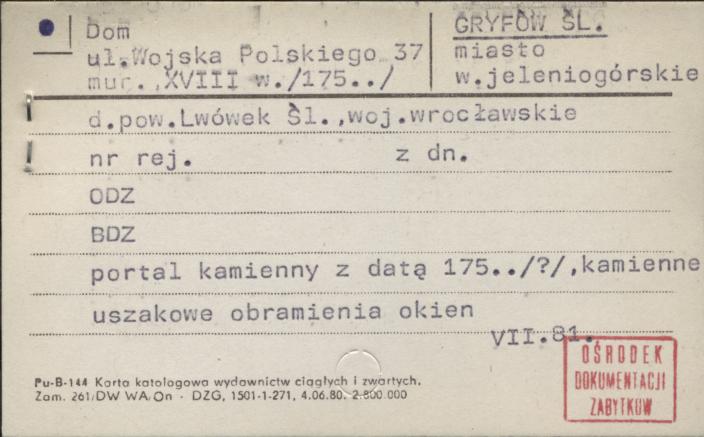 Dom
ul.Wojska Polskiego 37
mur.,XVIII w./175../
GRYFÓW ŚL.
miasto
w.jeleniogórskie
d.pow.Lwówek Śl.,woj.wrocławskie
nr rej. z dn.
ODZ
BDZ
portal kamienny z datą 175../?/,kamienne
uszakowe obramienia okien
VII.81.
Pu-B-144 Karta katalogowa wydawnictw ciągłych i zwartych.
Zam. 261/DW WA/On - DZG, 1501-1-271, 4.06.80. 2.800.000
OŚRODEK
DOKUMENTACJI
ZABYTKÓW